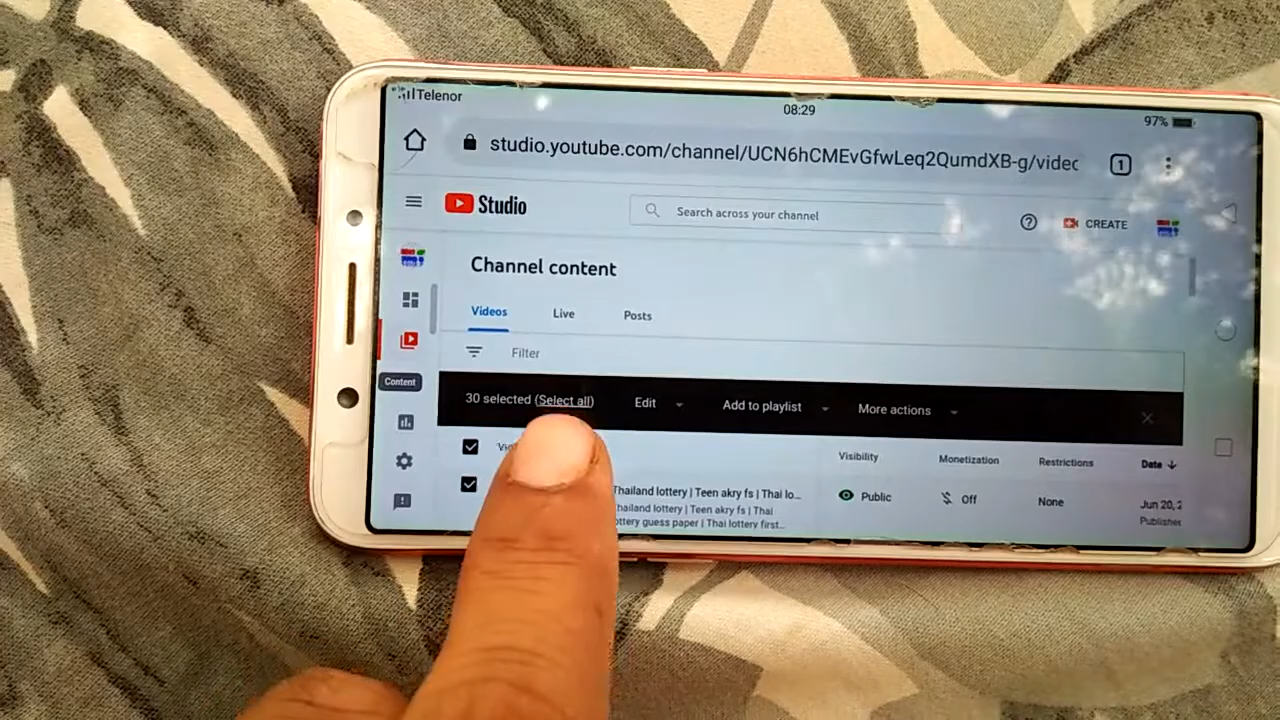 Telenor
08:29
97%
studio.youtube.com/channel/UCN6hCMEvGfwLeq2QumdXB-g/videc
1
Studio
Search across your channel
CREATE
Channel content
Videos
Live
Posts
Filter
Content
30 selected (Select all)
Edit
Add to playlist
More actions
Visibility
Monetization
Restrictions
Date
Thailand lottery | Teen akry fs | Thai lo...
Public
Off
None
Jun 20, 2
hailand lottery | Teen akry fs | Thai
ottery guess paper | Thai lottery first...
Publishe